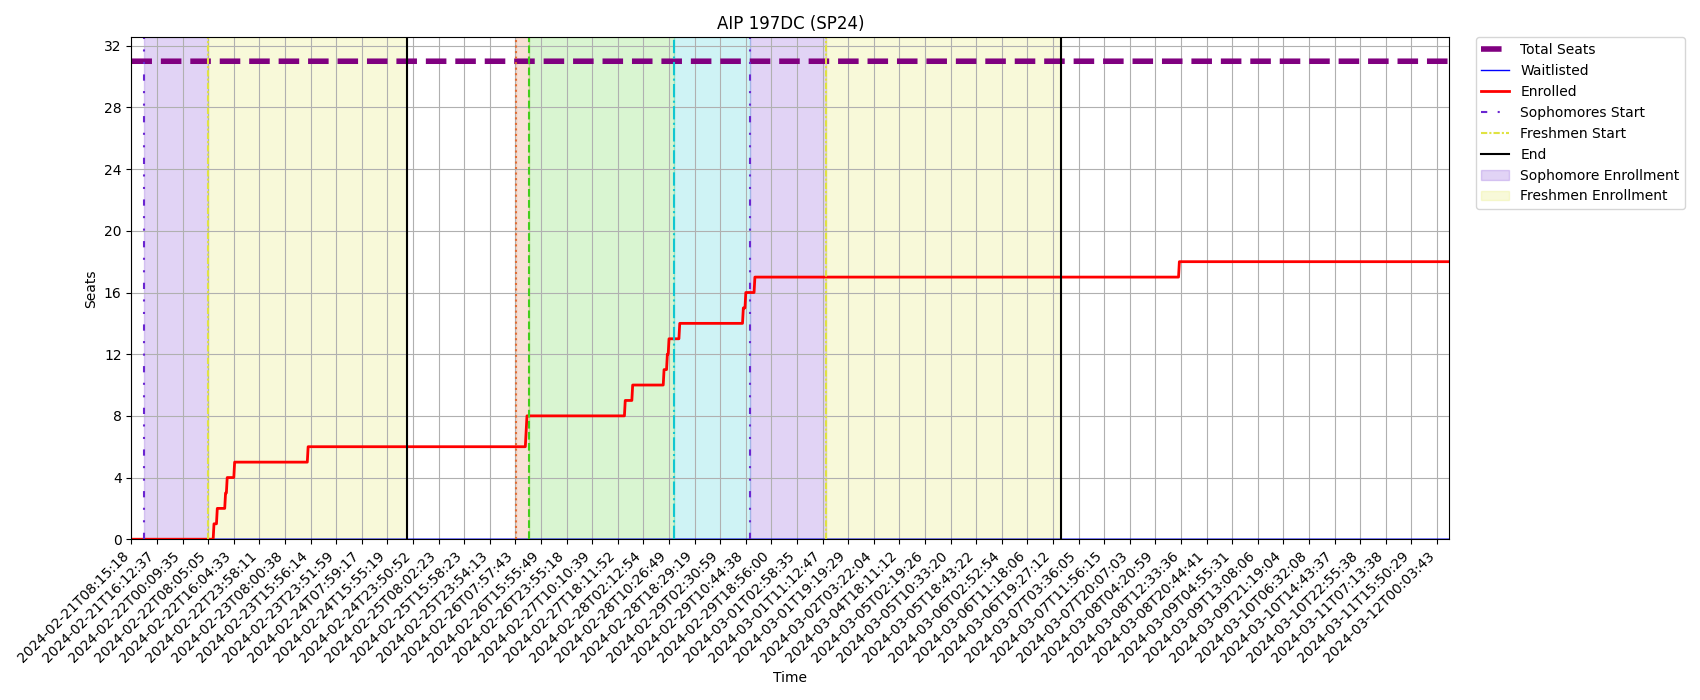 AIP 197DC (SP24)
Seats
32
28
24
20
16
12
8
4
0
2024-02-21T08:15:18
2024-02-21T16:12:37
2024-02-22T00:09:35
2024-02-22T08:05:05
2024-02-22T16:04:33
2024-02-22T23:58:11
2024-02-23T08:00:38
2024-02-23T15:56:14
2024-02-23T23:51:59
2024-02-24T07:59:17
2024-02-24T15:55:19
2024-02-24T23:50:52
2024-02-25T08:02:23
2024-02-25T15:58:23
2024-02-25T23:54:13
2024-02-26T07:57:43
2024-02-26T15:55:49
2024-02-26T23:55:18
2024-02-27T10:10:39
2024-02-27T18:11:52
2024-02-28T02:12:54
2024-02-28T10:26:49
2024-02-28T18:29:19
2024-02-29T02:30:59
2024-02-29T10:44:38
2024-02-29T18:56:00
2024-03-01T02:58:35
2024-03-01T11:12:47
2024-03-01T19:19:29
2024-03-02T03:22:04
2024-03-04T18:11:12
2024-03-05T02:19:26
2024-03-05T10:33:20
2024-03-05T18:43:22
2024-03-06T02:52:54
2024-03-06T11:18:06
2024-03-06T19:27:12
2024-03-07T03:36:05
2024-03-07T11:56:15
2024-03-07T20:07:03
2024-03-08T04:20:59
2024-03-08T12:33:36
2024-03-08T20:44:41
2024-03-09T04:55:31
2024-03-09T13:08:06
2024-03-09T21:19:04
2024-03-10T06:32:08
2024-03-10T14:43:37
2024-03-10T22:55:38
2024-03-11T07:13:38
2024-03-11T15:50:29
2024-03-12T00:03:43
Time
Total Seats
Waitlisted
Enrolled
Sophomores Start
Freshmen Start
End
Sophomore Enrollment
Freshmen Enrollment